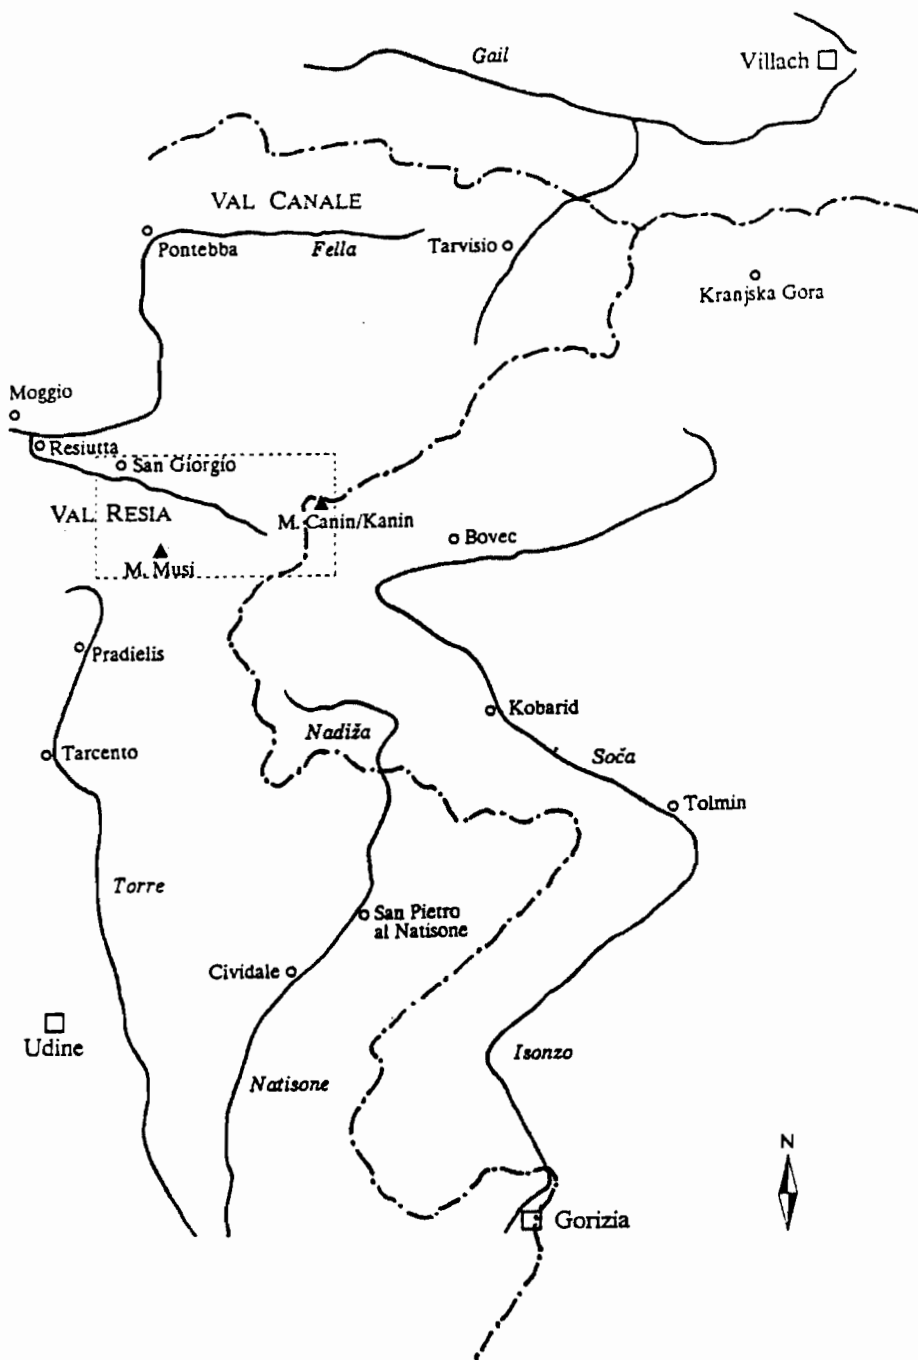 Gail
Villach
VAL CANALE
Pontebba
Fella
Tarvisio
Kranjska Gora
Moggio
Resiutta
San Giorgio
VAL RESIA
M. Canin/Kanin
Bovec
M. Musi
Pradielis
Kobarid
Nadiža
Tarcento
Soča
Tolmin
Torre
San Pietro
al Natisone
Cividale
Udine
Isonzo
Natisone
N
Gorizia